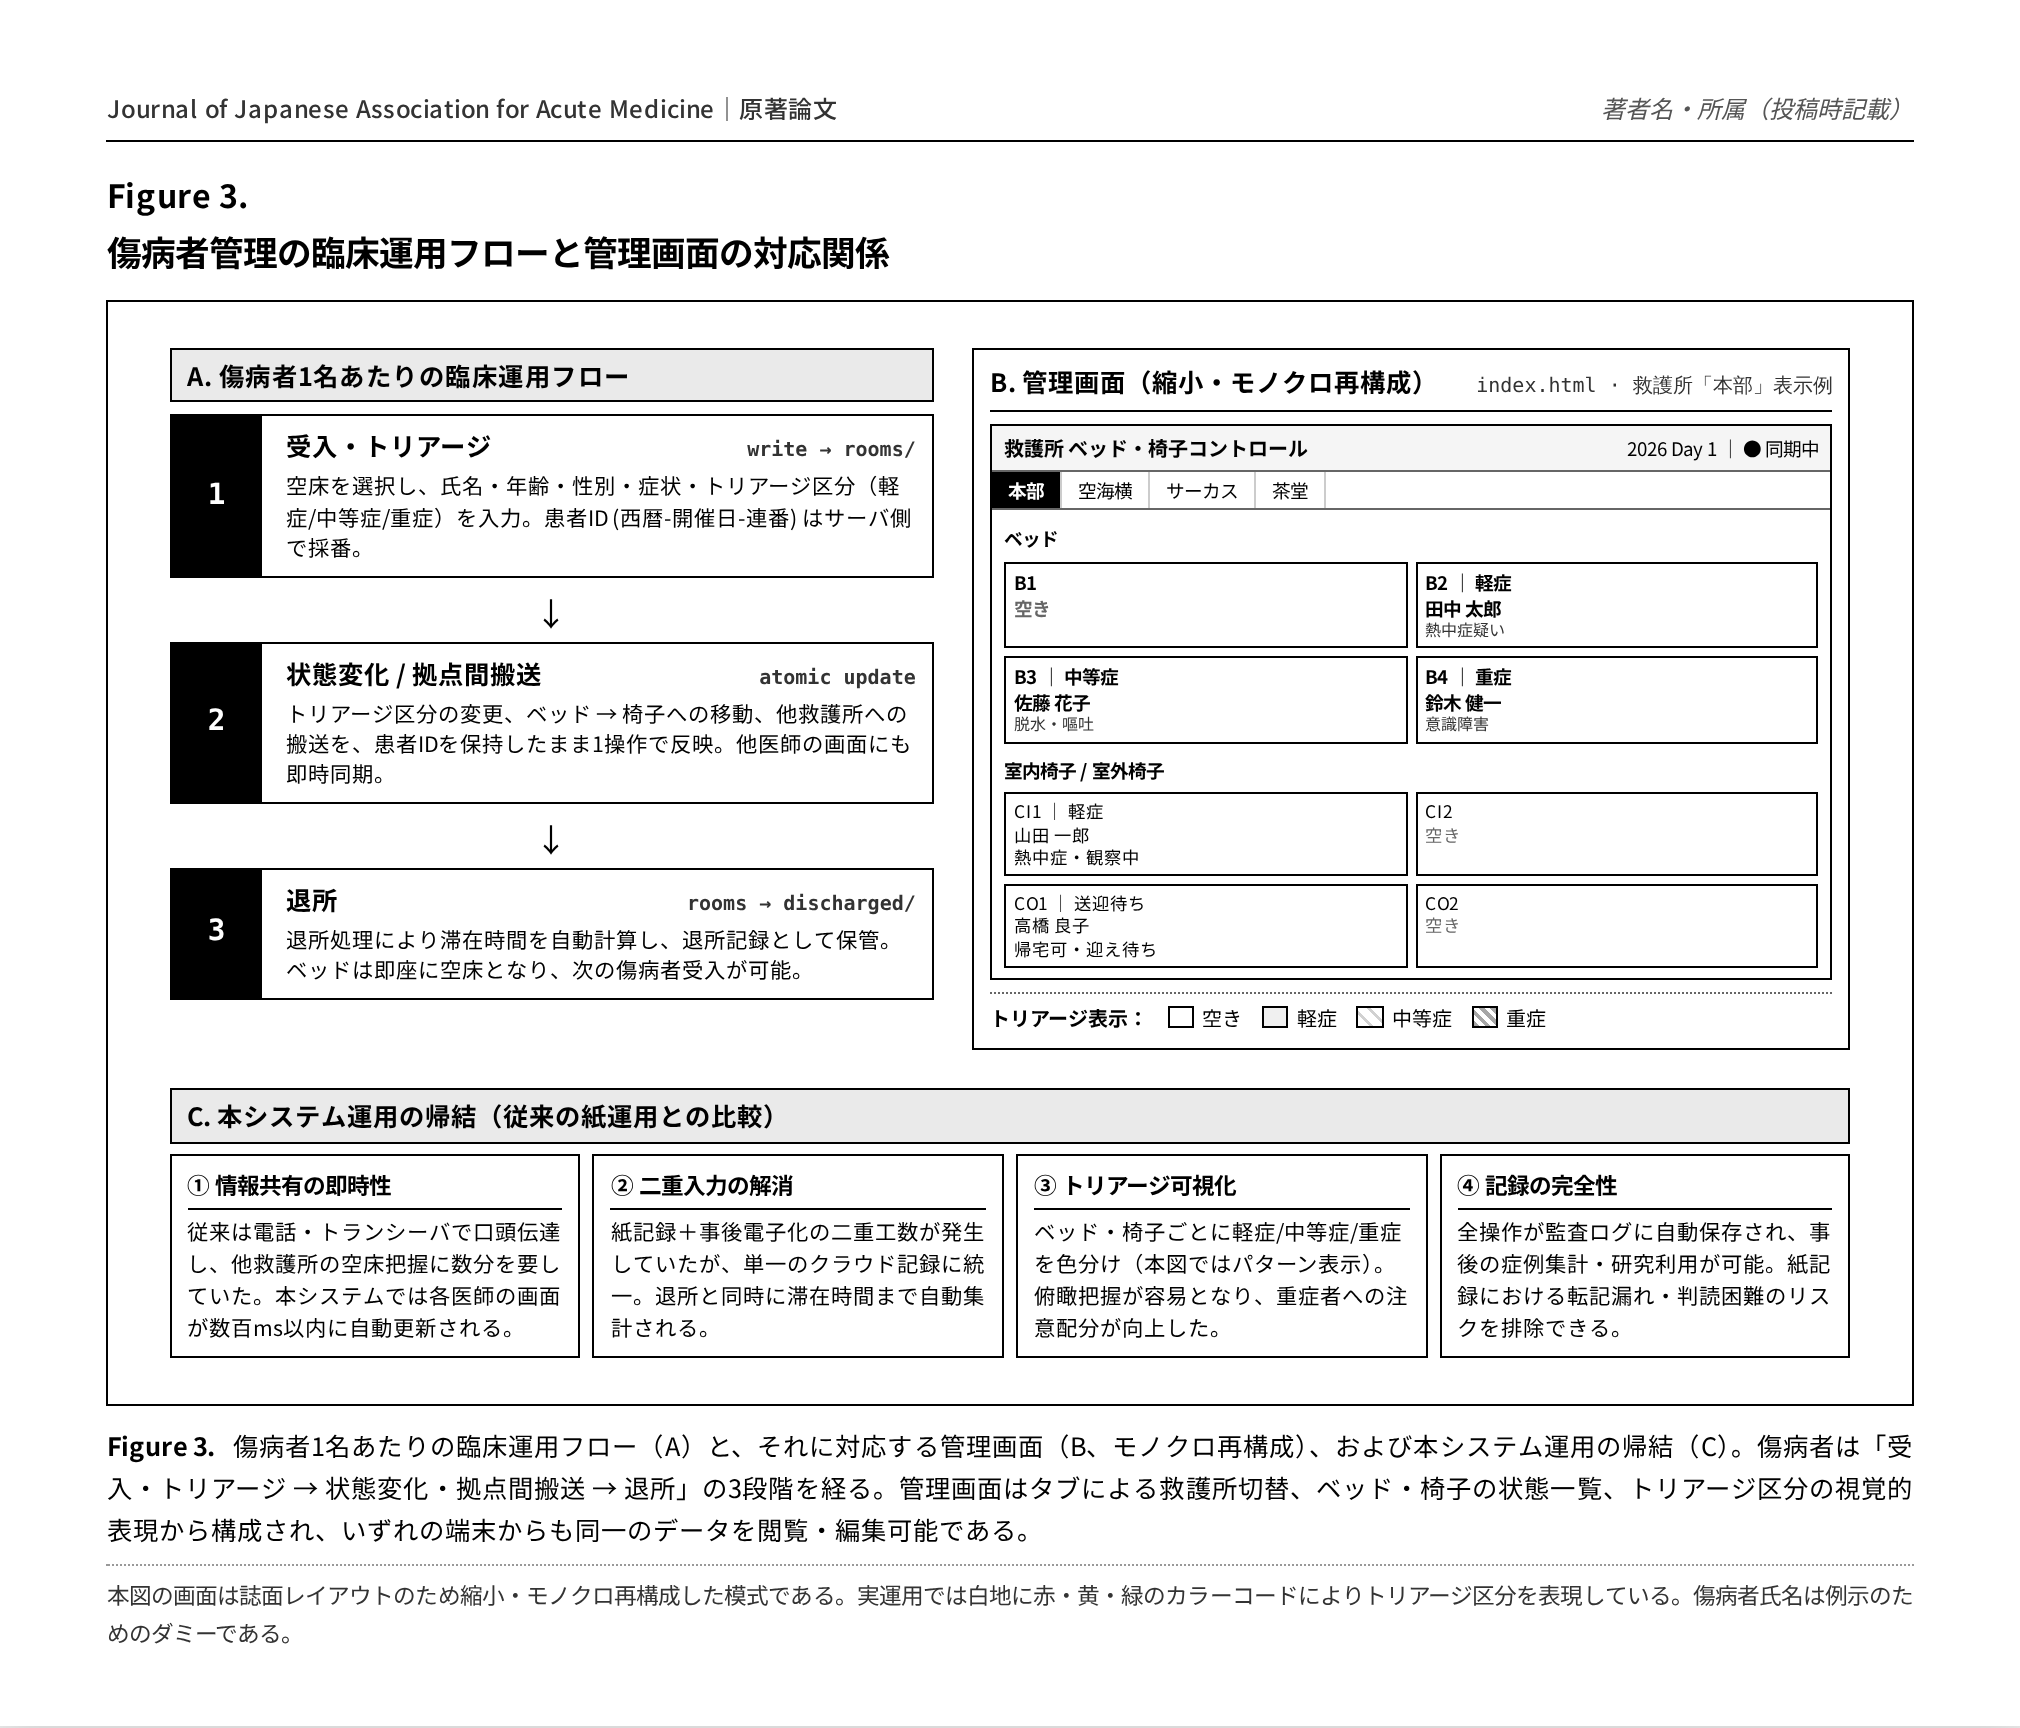 Journal of Japanese Association for Acute Medicine｜原著論文
著者名・所属（投稿時記載）
Figure 3.
傷病者管理の臨床運用フローと管理画面の対応関係
A. 傷病者1名あたりの臨床運用フロー
1
受入・トリアージ
write → rooms/
空床を選択し、氏名・年齢・性別・症状・トリアージ区分（軽
症/中等症/重症）を入力。患者ID (西暦-開催日-連番) はサーバ側
で採番。
↓
2
状態変化 / 拠点間搬送
atomic update
トリアージ区分の変更、ベッド → 椅子への移動、他救護所への
搬送を、患者IDを保持したまま1操作で反映。他医師の画面にも
即時同期。
↓
3
退所
rooms → discharged/
退所処理により滞在時間を自動計算し、退所記録として保管。
ベッドは即座に空床となり、次の傷病者受入が可能。
B. 管理画面（縮小・モノクロ再構成）
index.html · 救護所「本部」表示例
救護所 ベッド・椅子コントロール
2026 Day 1｜● 同期中
本部
空海横
サーカス
茶堂
ベッド
B1
空き
B2｜軽症
田中 太郎
熱中症疑い
B3｜中等症
佐藤 花子
脱水・嘔吐
B4｜重症
鈴木 健一
意識障害
室内椅子 / 室外椅子
CI1｜軽症
山田 一郎
熱中症・観察中
CI2
空き
CO1｜送迎待ち
高橋 良子
帰宅可・迎え待ち
CO2
空き
トリアージ表示： 空き 軽症 中等症 重症
C. 本システム運用の帰結（従来の紙運用との比較）
① 情報共有の即時性
従来は電話・トランシーバで口頭伝達
し、他救護所の空床把握に数分を要し
ていた。本システムでは各医師の画面
が数百ms以内に自動更新される。
② 二重入力の解消
紙記録＋事後電子化の二重工数が発生
していたが、単一のクラウド記録に統
一。退所と同時に滞在時間まで自動集
計される。
③ トリアージ可視化
ベッド・椅子ごとに軽症/中等症/重症
を色分け（本図ではパターン表示）。
俯瞰把握が容易となり、重症者への注
意配分が向上した。
④ 記録の完全性
全操作が監査ログに自動保存され、事
後の症例集計・研究利用が可能。紙記
録における転記漏れ・判読困難のリス
クを排除できる。
Figure 3. 傷病者1名あたりの臨床運用フロー（A）と、それに対応する管理画面（B、モノクロ再構成）、および本システム運用の帰結（C）。傷病者は「受
入・トリアージ → 状態変化・拠点間搬送 → 退所」の3段階を経る。管理画面はタブによる救護所切替、ベッド・椅子の状態一覧、トリアージ区分の視覚的
表現から構成され、いずれの端末からも同一のデータを閲覧・編集可能である。
本図の画面は誌面レイアウトのため縮小・モノクロ再構成した模式である。実運用では白地に赤・黄・緑のカラーコードによりトリアージ区分を表現している。傷病者氏名は例示のた
めのダミーである。